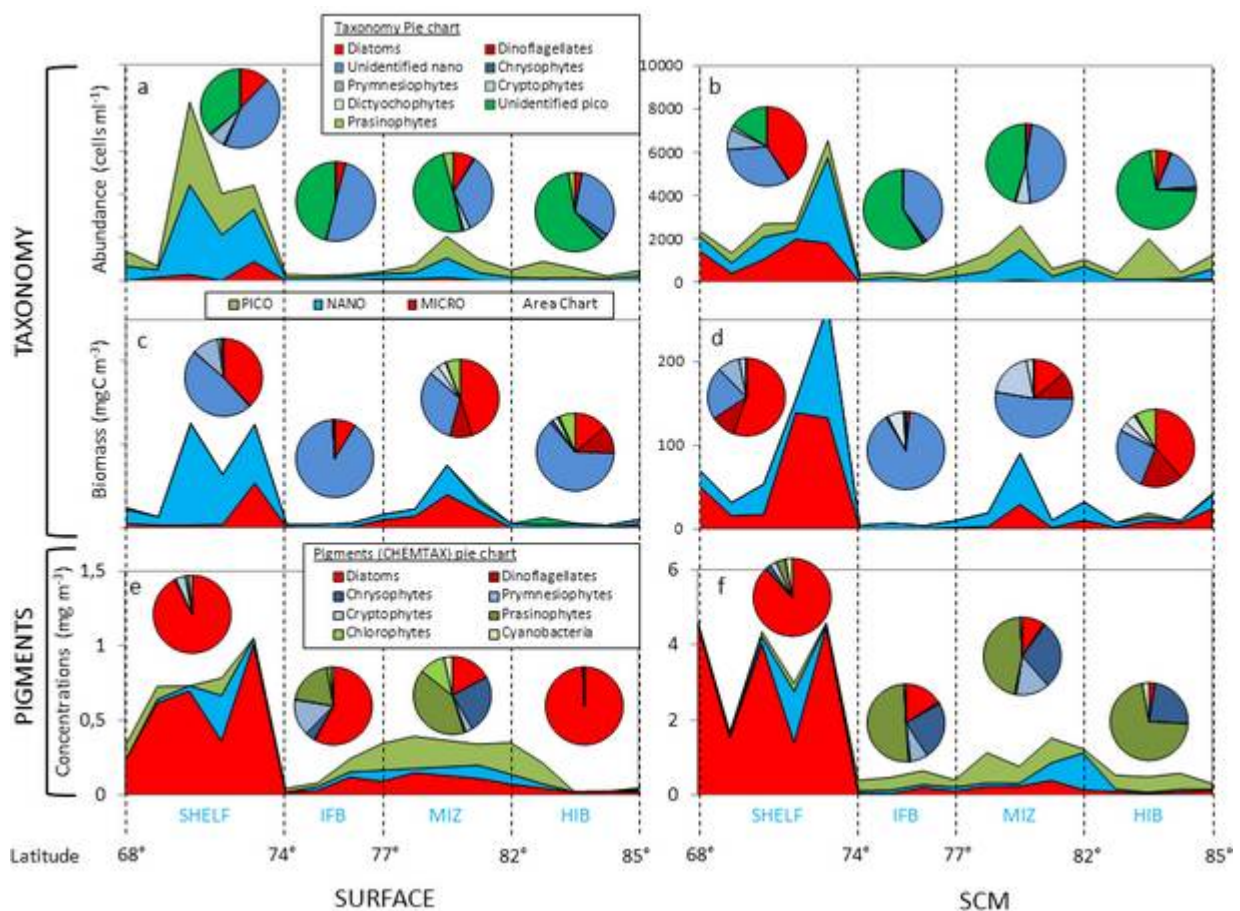 Taxonomy Pie chart
Diatoms Dinoflagellates
Unidentified nano Chrysophytes
Prymnesiophytes Cryptophytes
Dictyochophytes Unidentified pico
Prasinophytes
a
b
10000
8000
6000
4000
2000
0
Abundance (cells ml⁻¹)
TAXONOMY
PICO NANO MICRO Area Chart
c
d
200
100
0
Biomass (mgC m⁻³)
Pigments (CHEMTAX) pie chart
Diatoms Dinoflagellates
Chrysophytes Prymnesiophytes
Cryptophytes Prasinophytes
Chlorophytes Cyanobacteria
e
f
1,5
1
0,5
0
6
4
2
0
Concentrations (mg m⁻³)
PIGMENTS
SHELF IFB MIZ HIB SHELF IFB MIZ HIB
Latitude 68° 74° 77° 82° 85° 68° 74° 77° 82° 85°
SURFACE SCM